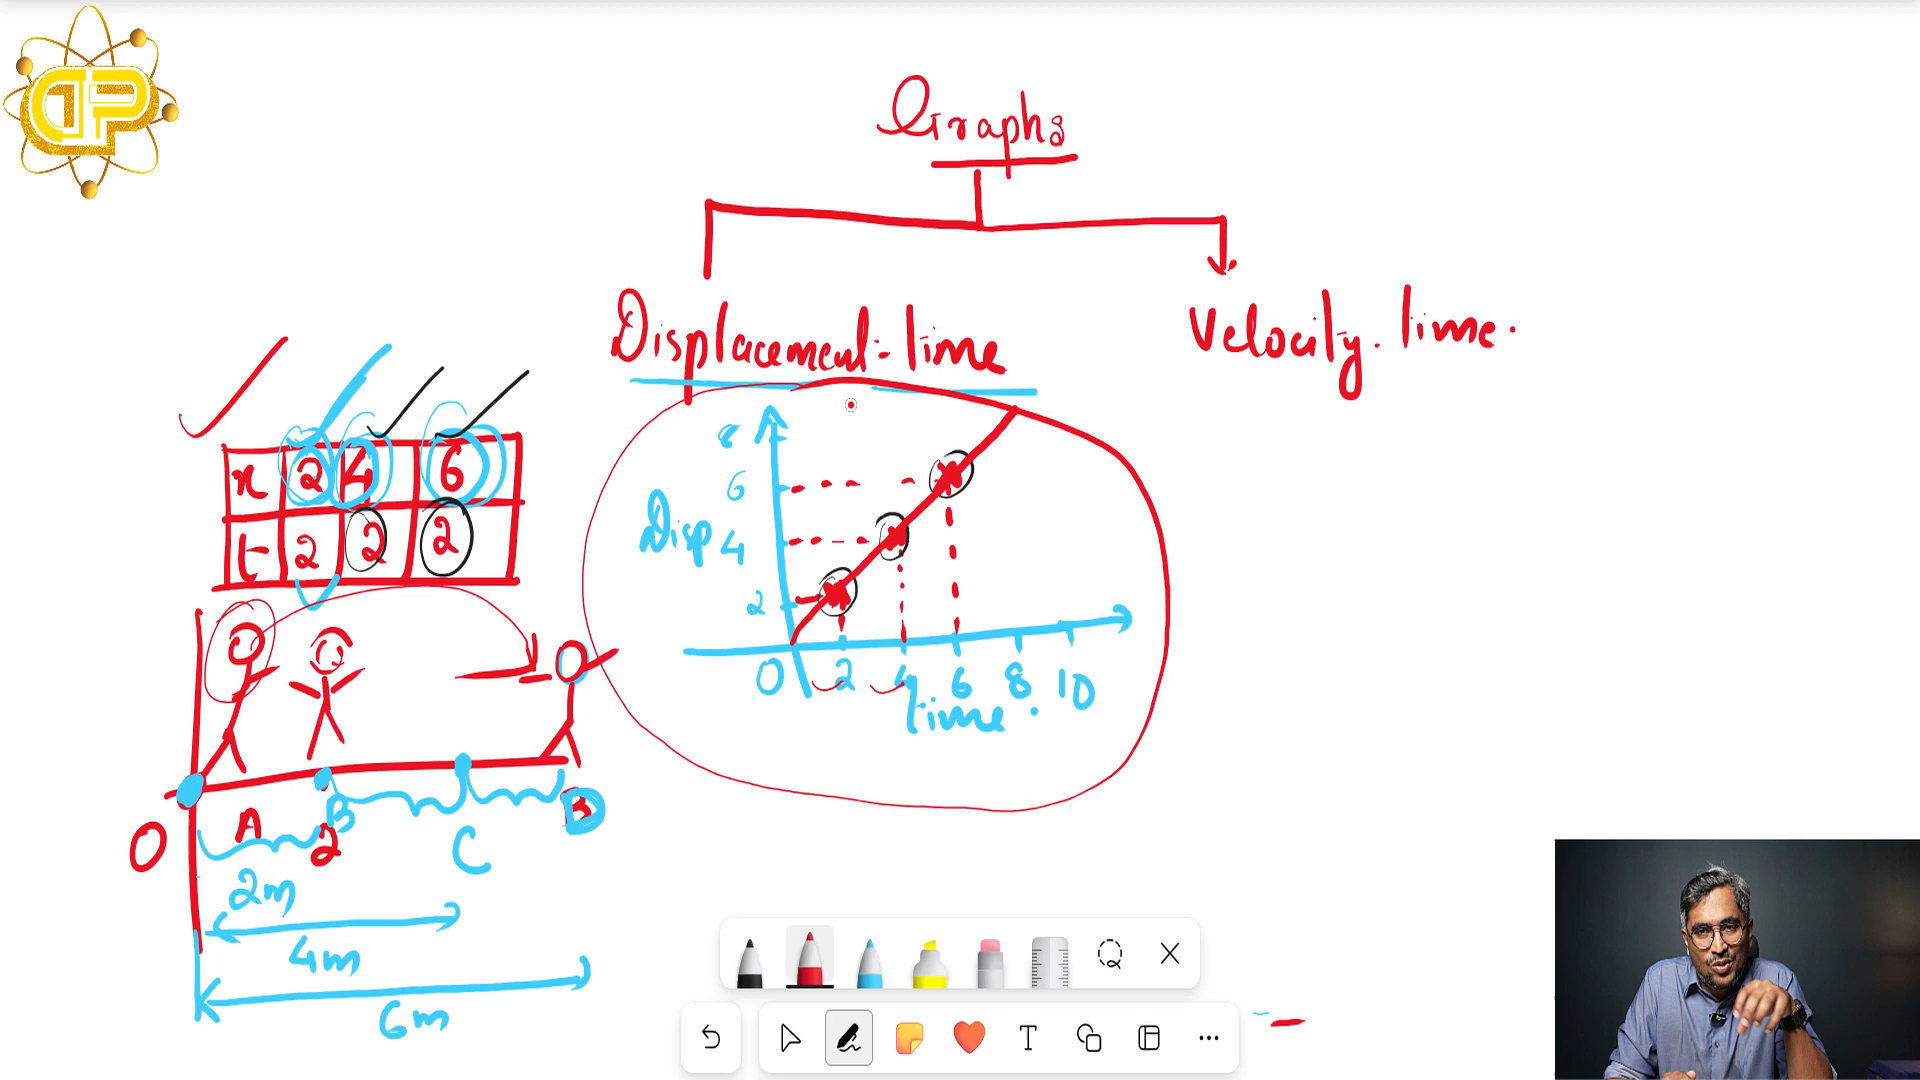 DP
Graphs
Displacement-time
Velocity-time.
x 2 4 6
t 2 2 2
8
6
Disp 4
2
0 2 4 6 8 10
time.
O A 2 B C D
2m
4m
6m
T